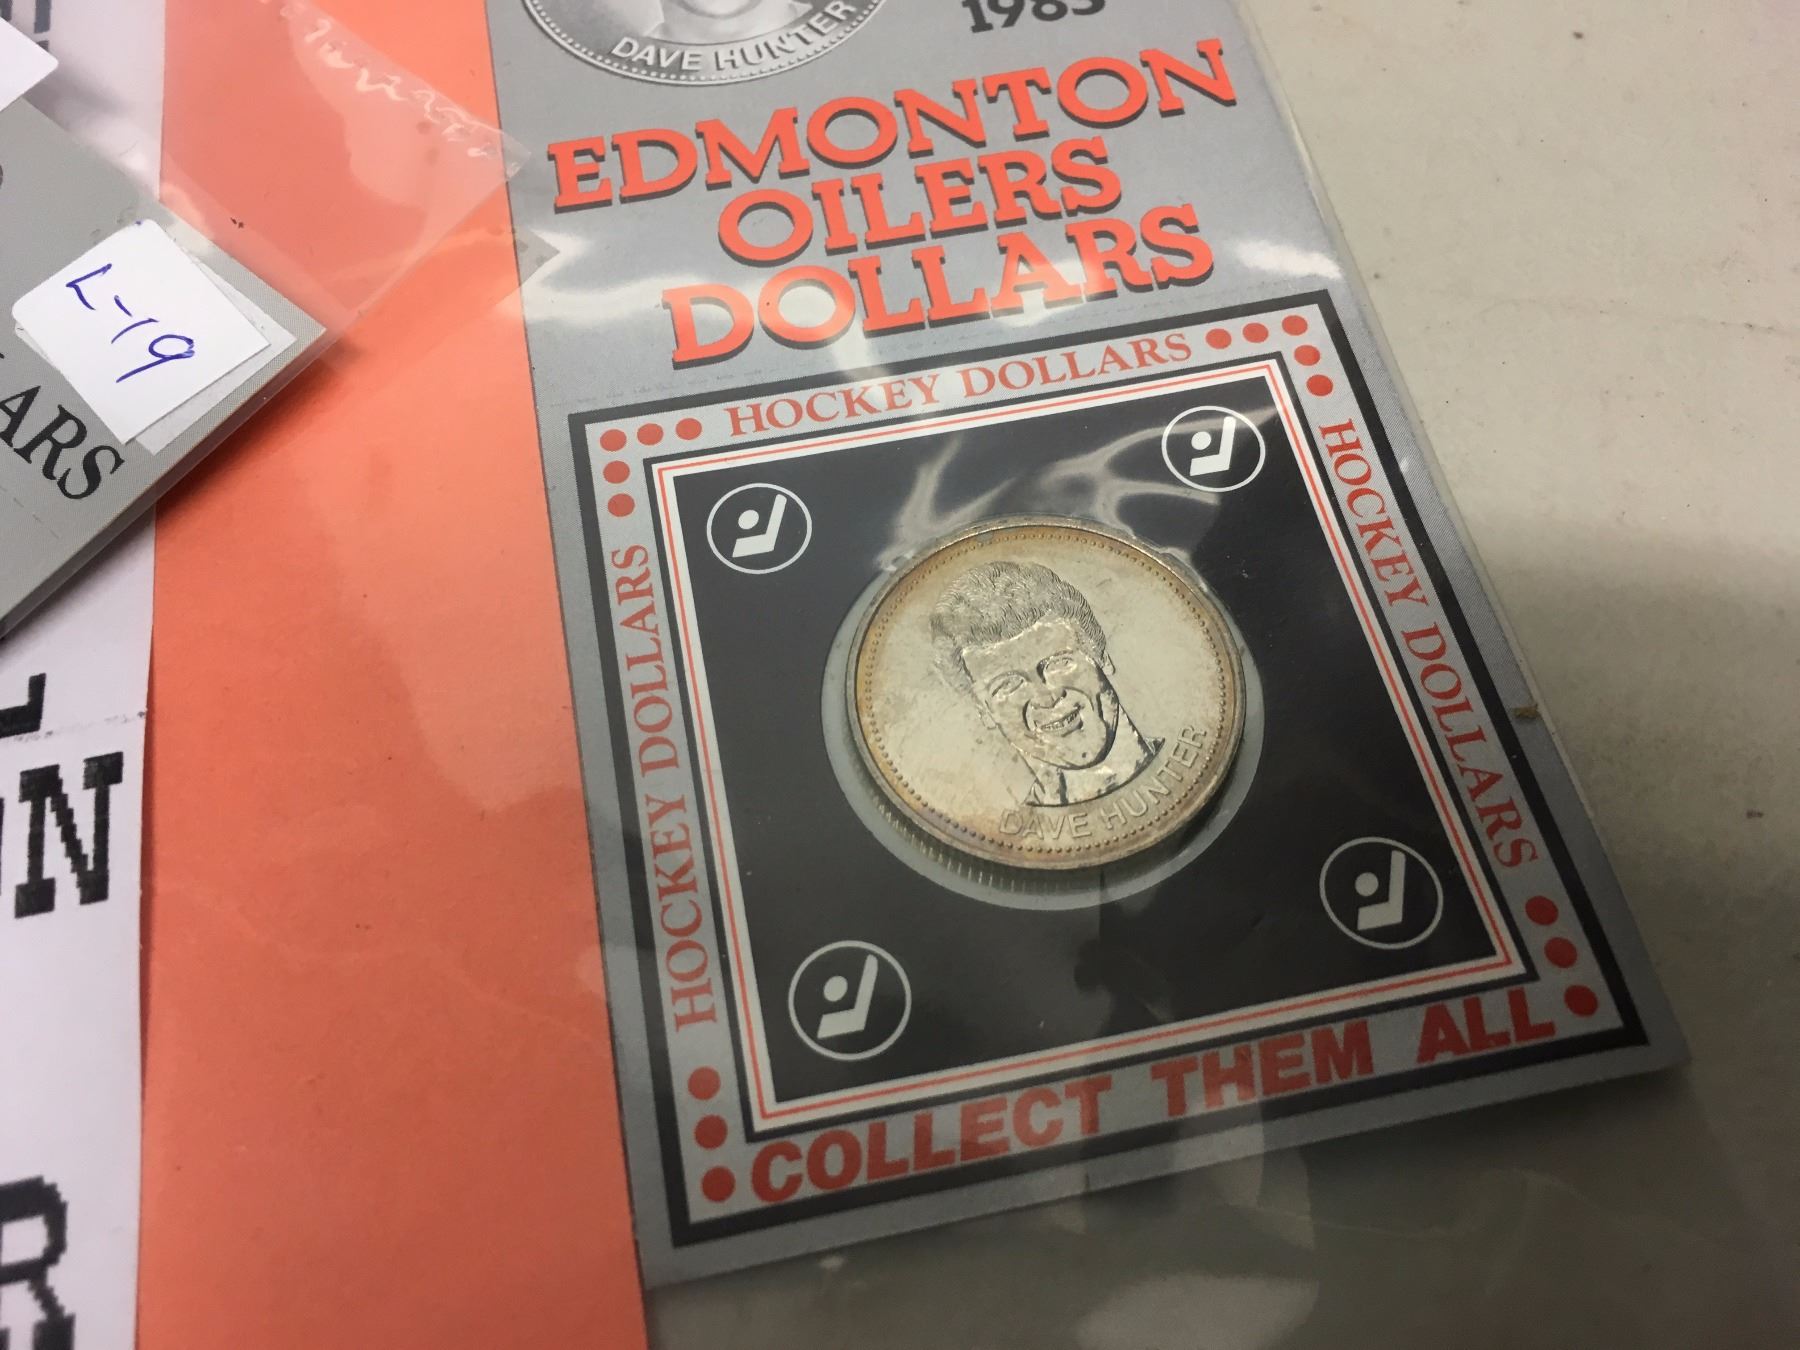 DAVE HUNTER
1983
EDMONTON
OILERS
DOLLARS
HOCKEY DOLLARS
HOCKEY DOLLARS
HOCKEY DOLLARS
DAVE HUNTER
COLLECT THEM ALL
L-19
ARS